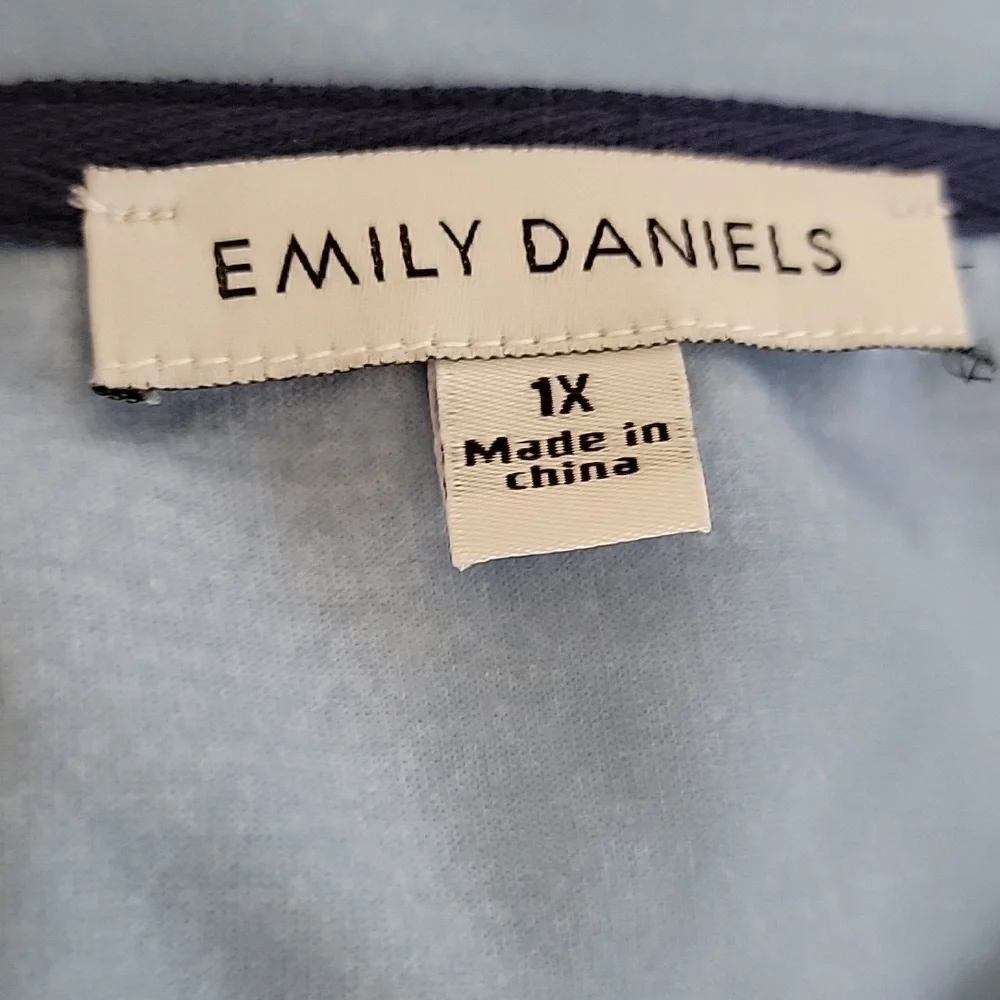 EMILY DANIELS
1X
Made in
china